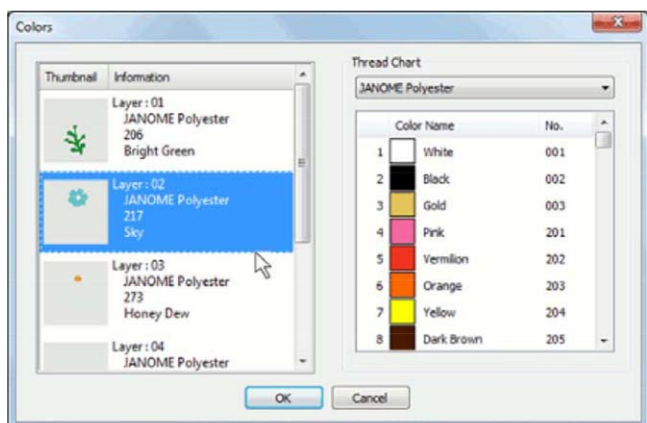 Colors
Thumbnail Information
Layer : 01
JANOME Polyester
206
Bright Green
Layer : 02
JANOME Polyester
217
Sky
Layer : 03
JANOME Polyester
273
Honey Dew
Layer : 04
JANOME Polyester
Thread Chart
JANOME Polyester
Color Name No.
1 White 001
2 Black 002
3 Gold 003
4 Pink 201
5 Vermilion 202
6 Orange 203
7 Yellow 204
8 Dark Brown 205
OK Cancel